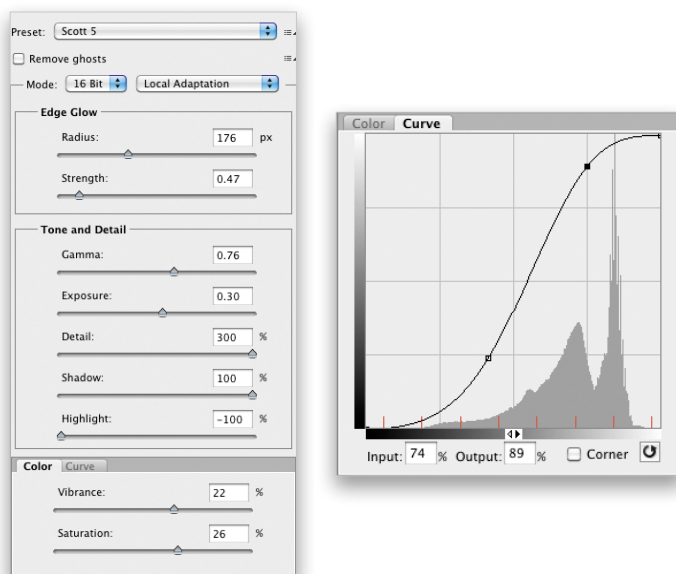 Preset: Scott 5
Remove ghosts
Mode: 16 Bit Local Adaptation
Edge Glow
Radius: 176 px
Strength: 0.47
Tone and Detail
Gamma: 0.76
Exposure: 0.30
Detail: 300 %
Shadow: 100 %
Highlight: -100 %
Color Curve
Vibrance: 22 %
Saturation: 26 %
Color Curve
Input: 74 % Output: 89 % Corner